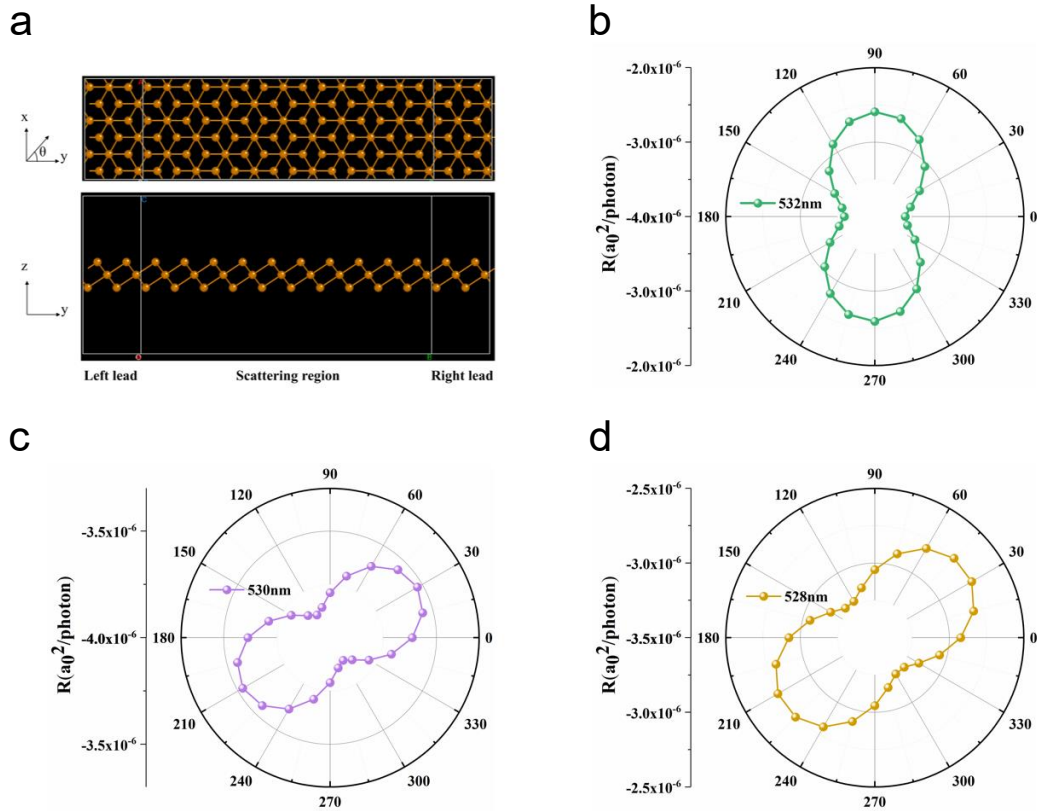 a
x
θ
y
z
y
Left lead
Scattering region
Right lead
b
R(a₀²/photon)
-2.0x10⁻⁶
-3.0x10⁻⁶
-4.0x10⁻⁶
-3.0x10⁻⁶
-2.0x10⁻⁶
90
120
60
150
30
180
0
210
330
240
300
270
532nm
c
R(a₀²/photon)
-3.5x10⁻⁶
-4.0x10⁻⁶
-3.5x10⁻⁶
90
120
60
150
30
180
0
210
330
240
300
270
530nm
d
R(a₀²/photon)
-2.5x10⁻⁶
-3.0x10⁻⁶
-3.5x10⁻⁶
-3.0x10⁻⁶
-2.5x10⁻⁶
90
120
60
150
30
180
0
210
330
240
300
270
528nm